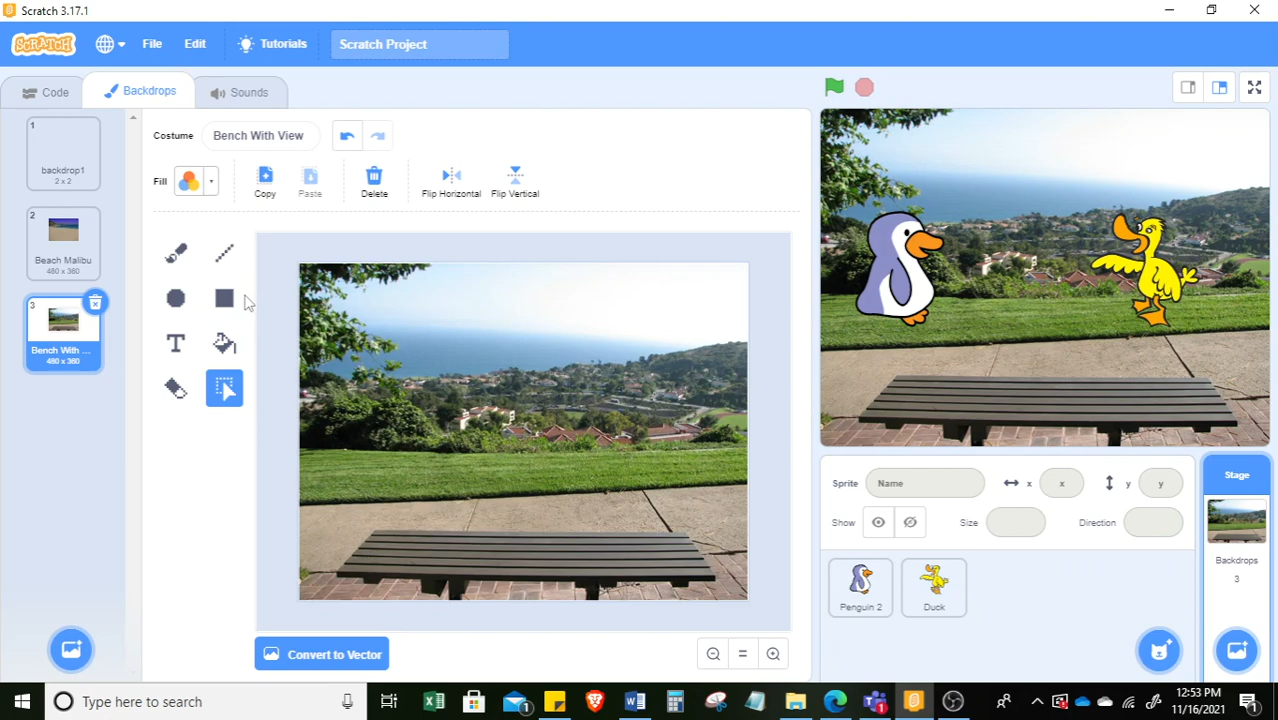 Scratch 3.17.1
SCRATCH File Edit Tutorials Scratch Project
Code Backdrops Sounds
1
backdrop1
2 x 2
2
Beach Malibu
480 x 360
3
Bench With ...
480 x 360
Costume Bench With View
Fill Copy Paste Delete Flip Horizontal Flip Vertical
T
Convert to Vector
Sprite Name x x y y
Show Size Direction
Penguin 2
Duck
Stage
Backdrops
3
Type here to search
12:53 PM
11/16/2021